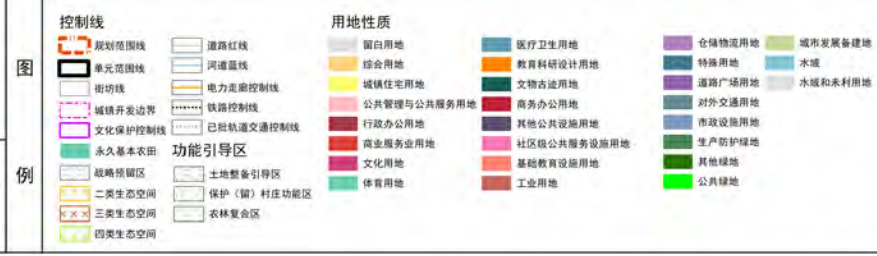 图例
控制线
规划范围线
单元范围线
街坊线
城镇开发边界
文化保护控制线
永久基本农田
战略预留区
二类生态空间
三类生态空间
四类生态空间
道路红线
河道蓝线
电力走廊控制线
铁路控制线
已批轨道交通控制线
功能引导区
土地整备引导区
保护（留）村庄功能区
农林复合区
用地性质
留白用地
综合用地
城镇住宅用地
公共管理与公共服务用地
行政办公用地
商业服务业用地
文化用地
体育用地
医疗卫生用地
教育科研设计用地
文物古迹用地
商务办公用地
其他公共设施用地
社区级公共服务设施用地
基础教育设施用地
工业用地
仓储物流用地
特殊用地
道路广场用地
对外交通用地
市政设施用地
生产防护绿地
其他绿地
公共绿地
城市发展备建地
水域
水域和未利用地